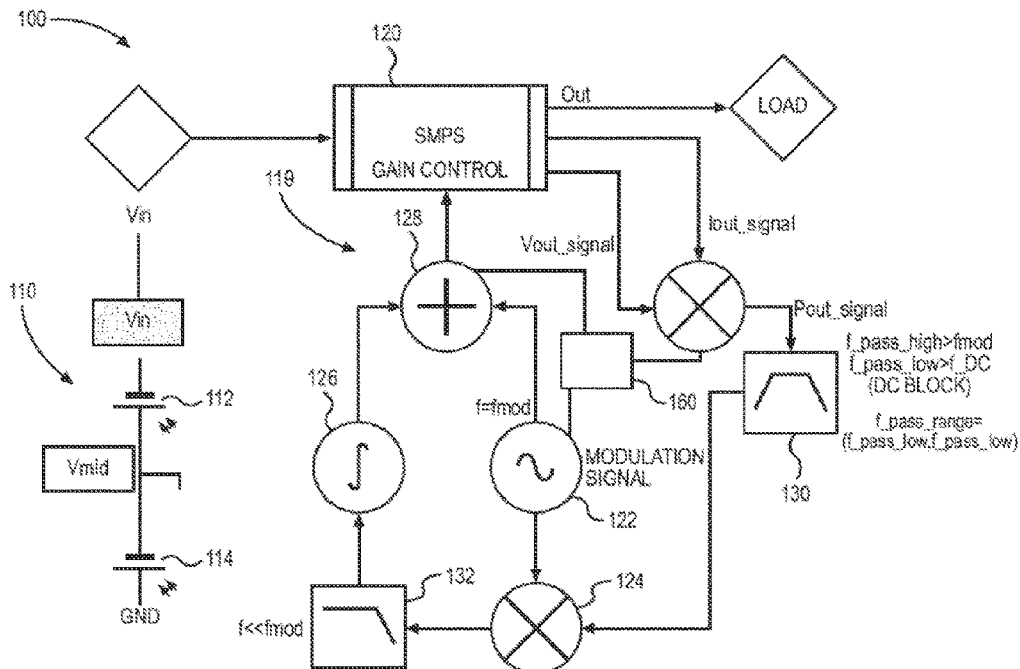 100
120
Out
LOAD
SMPS
GAIN CONTROL
119
128
Vin
Vout_signal
Iout_signal
110
Vin
Pout_signal
f_pass_high>fmod
f_pass_low>f_DC
(DC BLOCK)
f_pass_range=
(f_pass_low,f_pass_low)
112
126
f=fmod
160
Vmid
MODULATION
SIGNAL
130
122
114
132
124
GND
f<<fmod